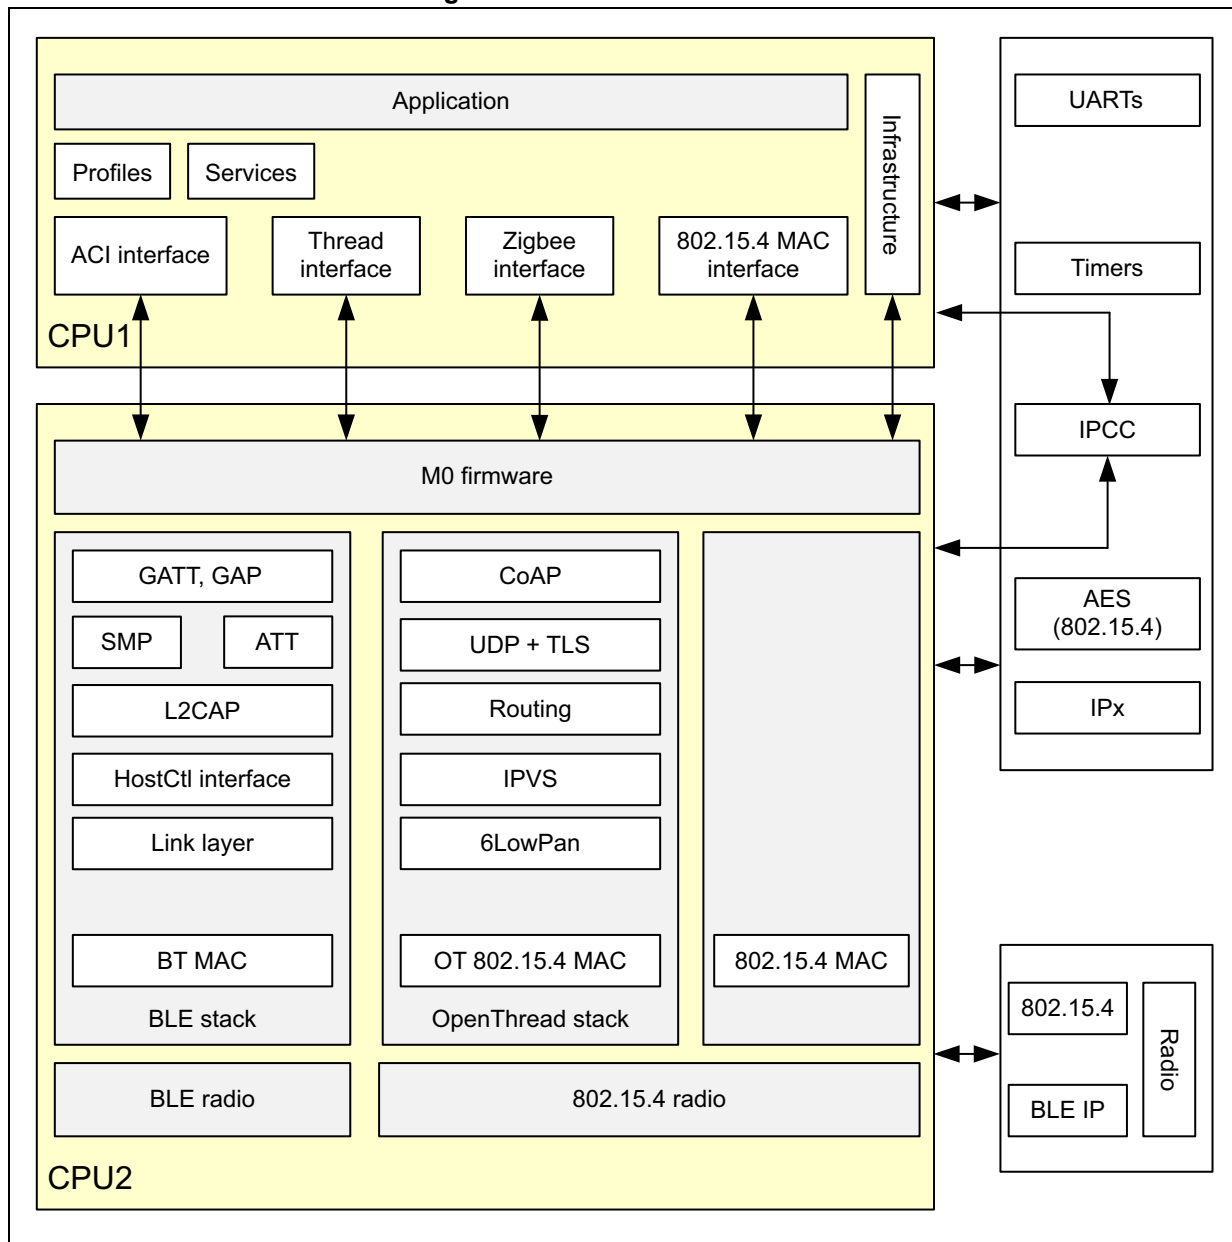 Application
Infrastructure
UARTs
Profiles
Services
ACI interface
Thread
interface
Zigbee
interface
802.15.4 MAC
interface
Timers
CPU1
IPCC
M0 firmware
GATT, GAP
SMP
ATT
L2CAP
HostCtl interface
Link layer
BT MAC
BLE stack
CoAP
UDP + TLS
Routing
IPVS
6LowPan
OT 802.15.4 MAC
OpenThread stack
802.15.4 MAC
AES
(802.15.4)
IPx
BLE radio
802.15.4 radio
CPU2
802.15.4
BLE IP
Radio